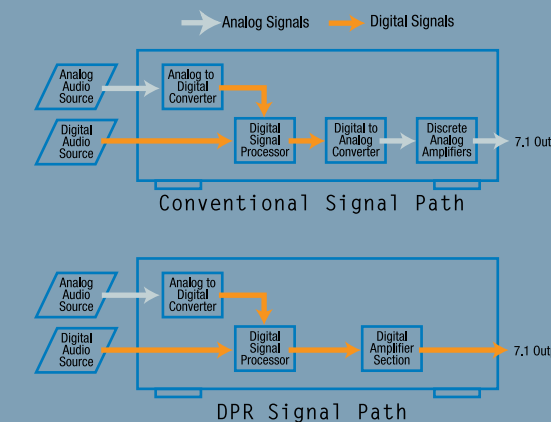 Analog Signals
Digital Signals
Analog
Audio
Source
Analog to
Digital
Converter
Digital
Audio
Source
Digital
Signal
Processor
Digital to
Analog
Converter
Discrete
Analog
Amplifiers
7.1 Out
Conventional Signal Path
Analog
Audio
Source
Analog to
Digital
Converter
Digital
Audio
Source
Digital
Signal
Processor
Digital
Amplifier
Section
7.1 Out
DPR Signal Path